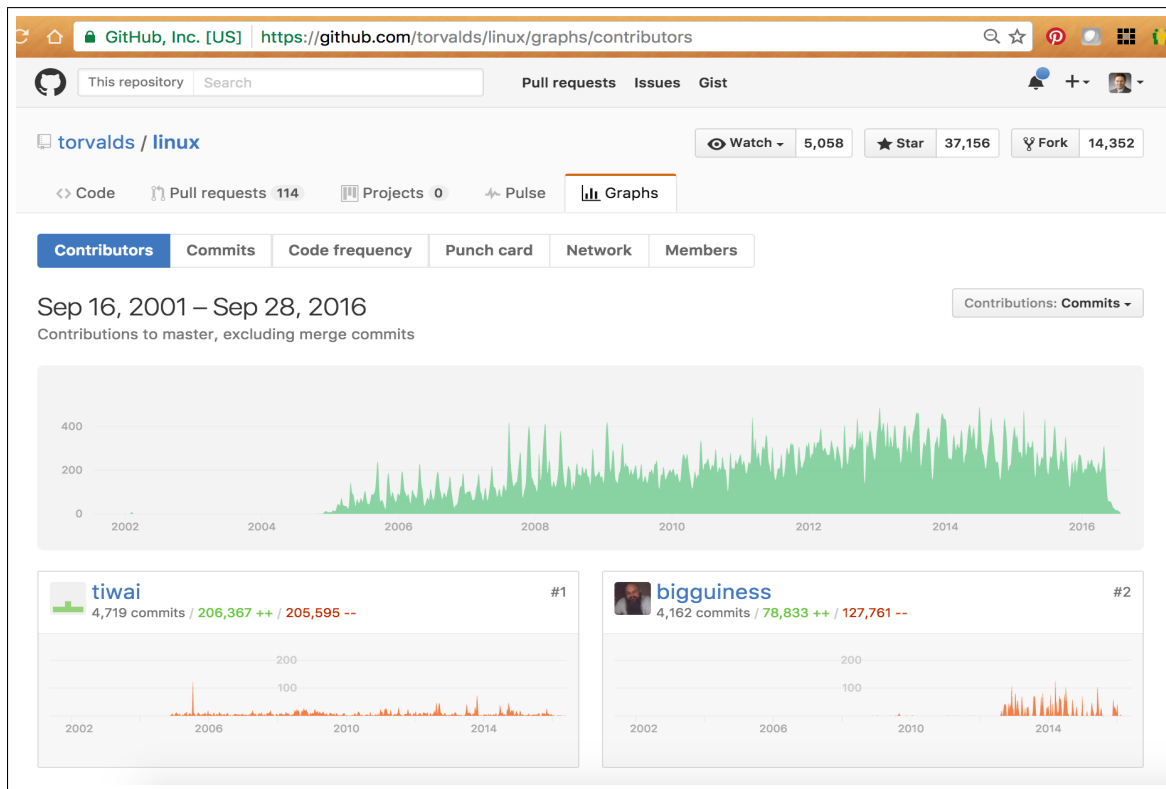 GitHub, Inc. [US] https://github.com/torvalds/linux/graphs/contributors
This repository Search Pull requests Issues Gist
torvalds / linux Watch 5,058 Star 37,156 Fork 14,352
Code Pull requests 114 Projects 0 Pulse Graphs
Contributors Commits Code frequency Punch card Network Members
Sep 16, 2001 – Sep 28, 2016 Contributions: Commits
Contributions to master, excluding merge commits
400
200
0
2002 2004 2006 2008 2010 2012 2014 2016
tiwai #1
4,719 commits / 206,367 ++ / 205,595 --
200
100
2002 2006 2010 2014
bigguiness #2
4,162 commits / 78,833 ++ / 127,761 --
200
100
2002 2006 2010 2014